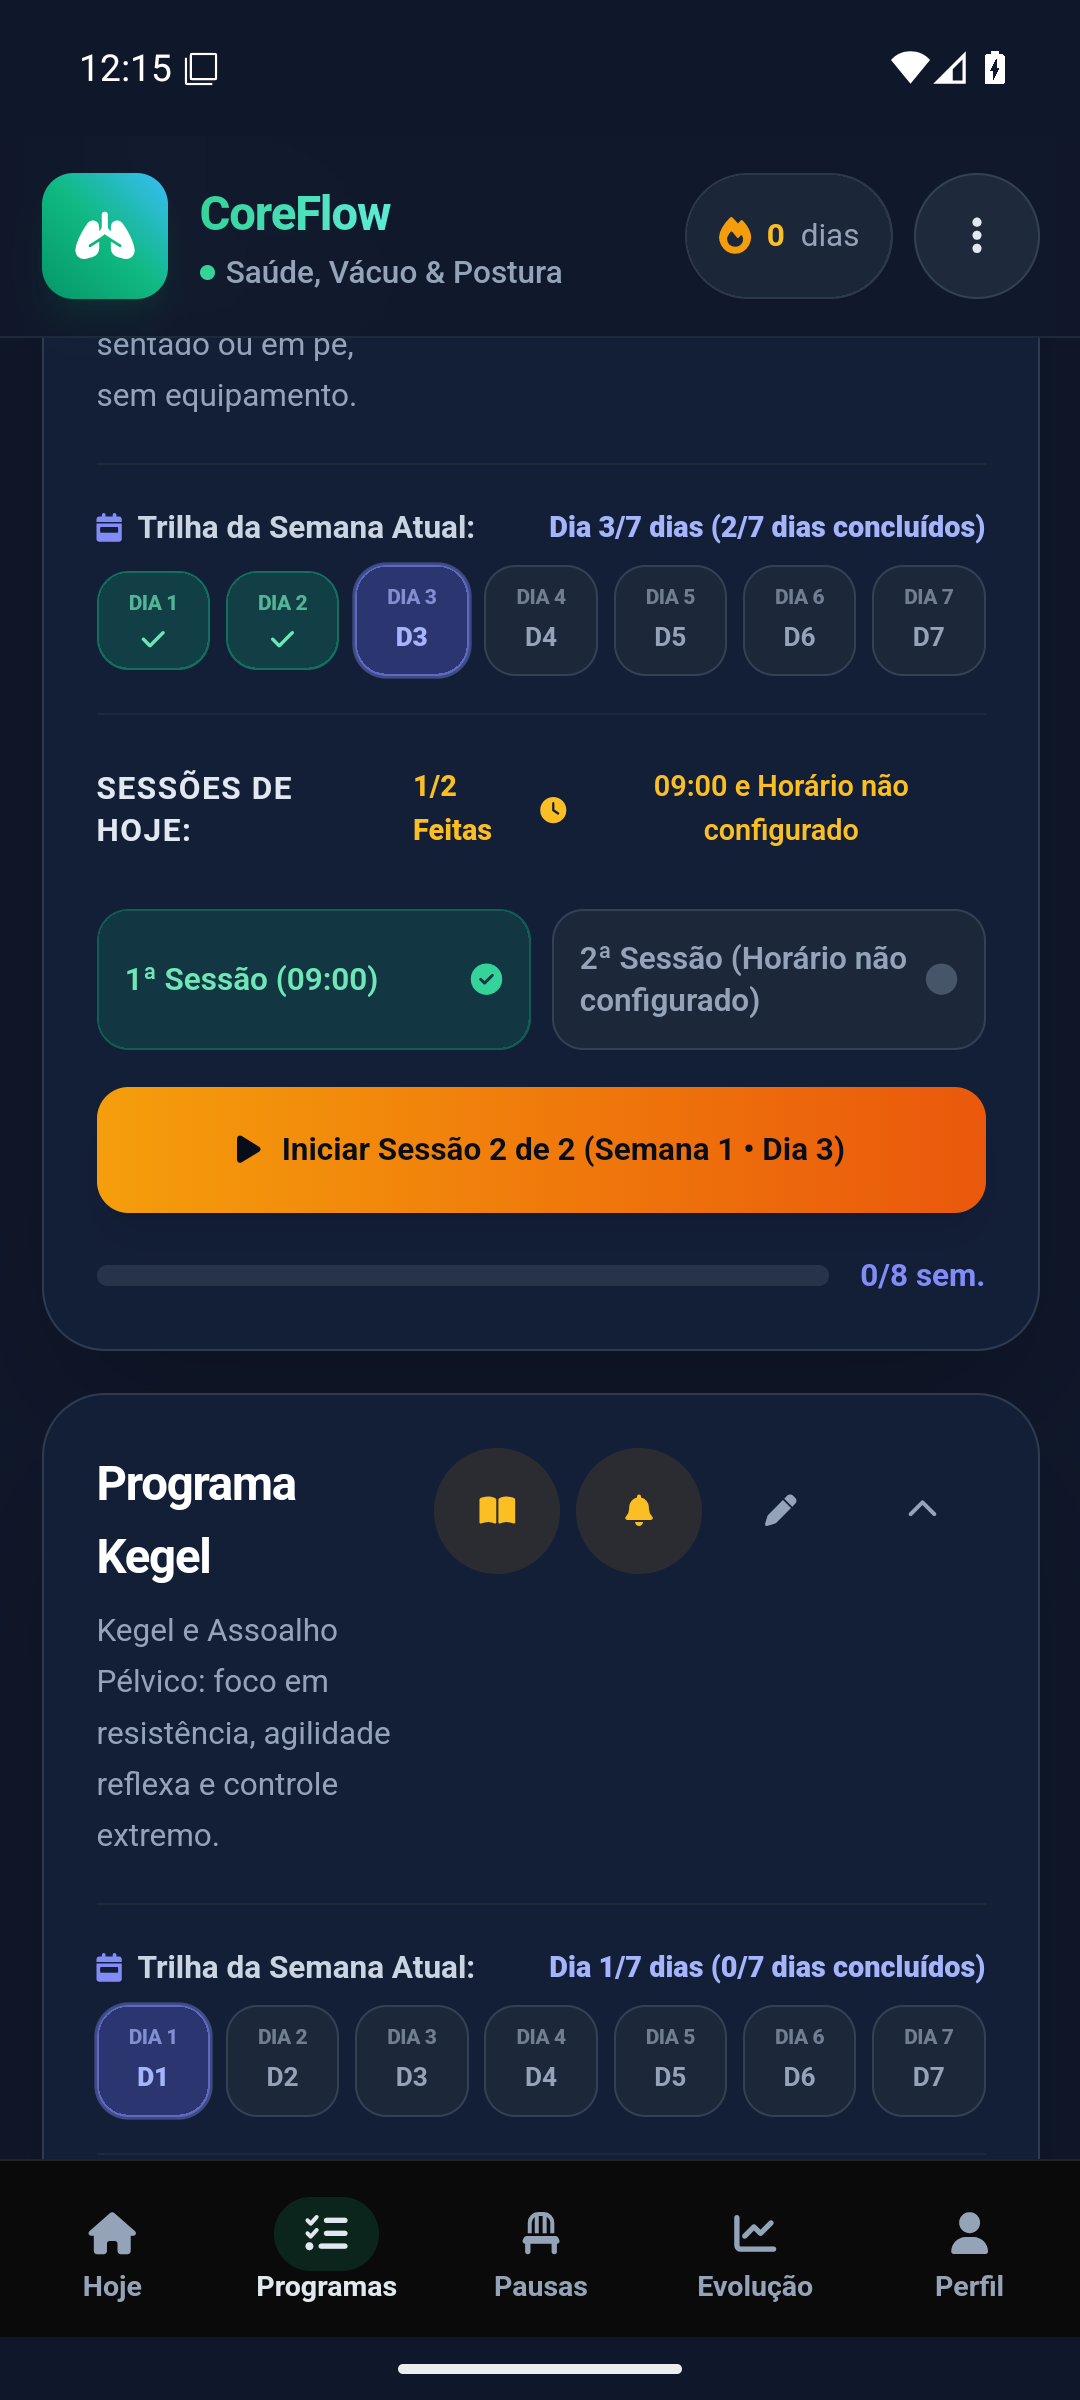 12:15
CoreFlow
Saúde, Vácuo & Postura
0 dias
sentado ou em pé,
sem equipamento.
Trilha da Semana Atual:
Dia 3/7 dias (2/7 dias concluídos)
DIA 1
DIA 2
DIA 3
D3
DIA 4
D4
DIA 5
D5
DIA 6
D6
DIA 7
D7
SESSÕES DE
HOJE:
1/2
Feitas
09:00 e Horário não
configurado
1ª Sessão (09:00)
2ª Sessão (Horário não
configurado)
Iniciar Sessão 2 de 2 (Semana 1 • Dia 3)
0/8 sem.
Programa
Kegel
Kegel e Assoalho
Pélvico: foco em
resistência, agilidade
reflexa e controle
extremo.
Trilha da Semana Atual:
Dia 1/7 dias (0/7 dias concluídos)
DIA 1
D1
DIA 2
D2
DIA 3
D3
DIA 4
D4
DIA 5
D5
DIA 6
D6
DIA 7
D7
Hoje
Programas
Pausas
Evolução
Perfil